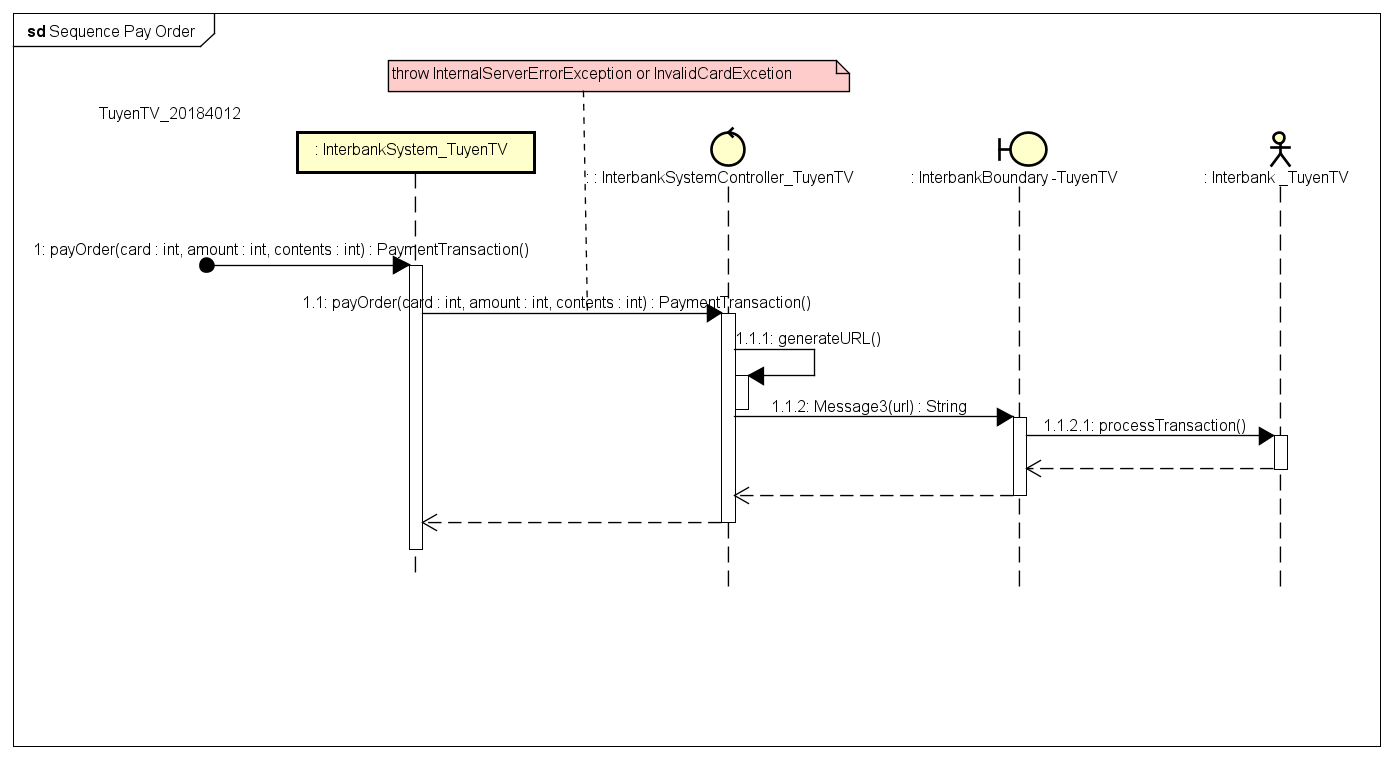 sd Sequence Pay Order
throw InternalServerErrorException or InvalidCardExcetion
TuyenTV_20184012
: InterbankSystem_TuyenTV
: : InterbankSystemController_TuyenTV
: InterbankBoundary -TuyenTV
: Interbank _TuyenTV
1: payOrder(card : int, amount : int, contents : int) : PaymentTransaction()
1.1: payOrder(card : int, amount : int, contents : int) : PaymentTransaction()
1.1.1: generateURL()
1.1.2: Message3(url) : String
1.1.2.1: processTransaction()